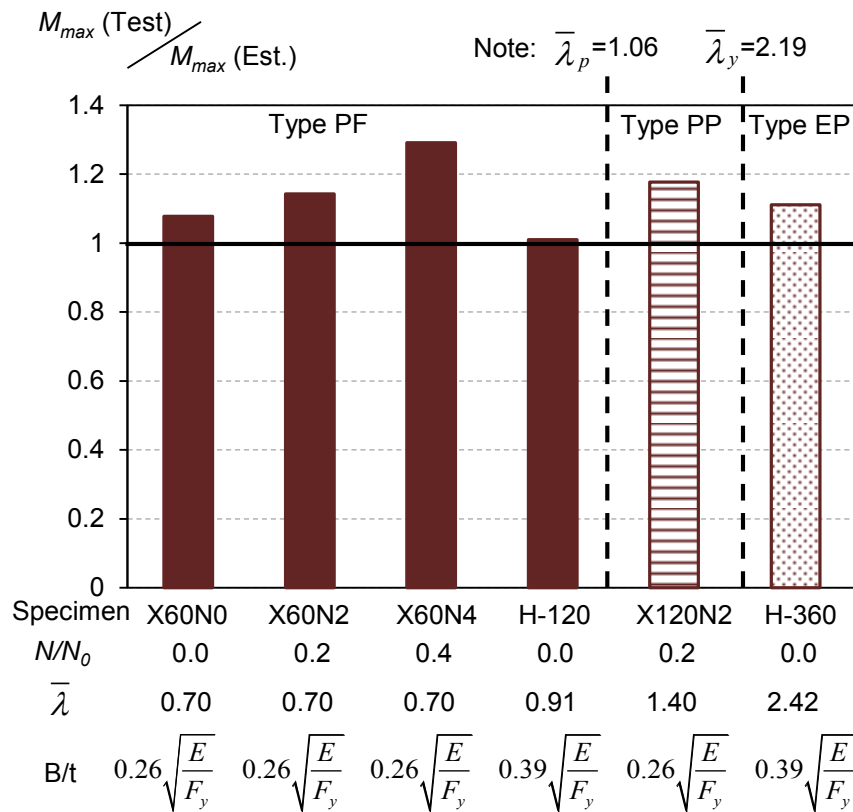 M_max (Test)
M_max (Est.)
Note: λ̅_p=1.06 λ̅_y=2.19
1.4
Type PF Type PP Type EP
1.2
1
0.8
0.6
0.4
0.2
0
Specimen X60N0 X60N2 X60N4 H-120 X120N2 H-360
N/N_0 0.0 0.2 0.4 0.0 0.2 0.0
λ̅ 0.70 0.70 0.70 0.91 1.40 2.42
B/t 0.26√(E/F_y) 0.26√(E/F_y) 0.26√(E/F_y) 0.39√(E/F_y) 0.26√(E/F_y) 0.39√(E/F_y)